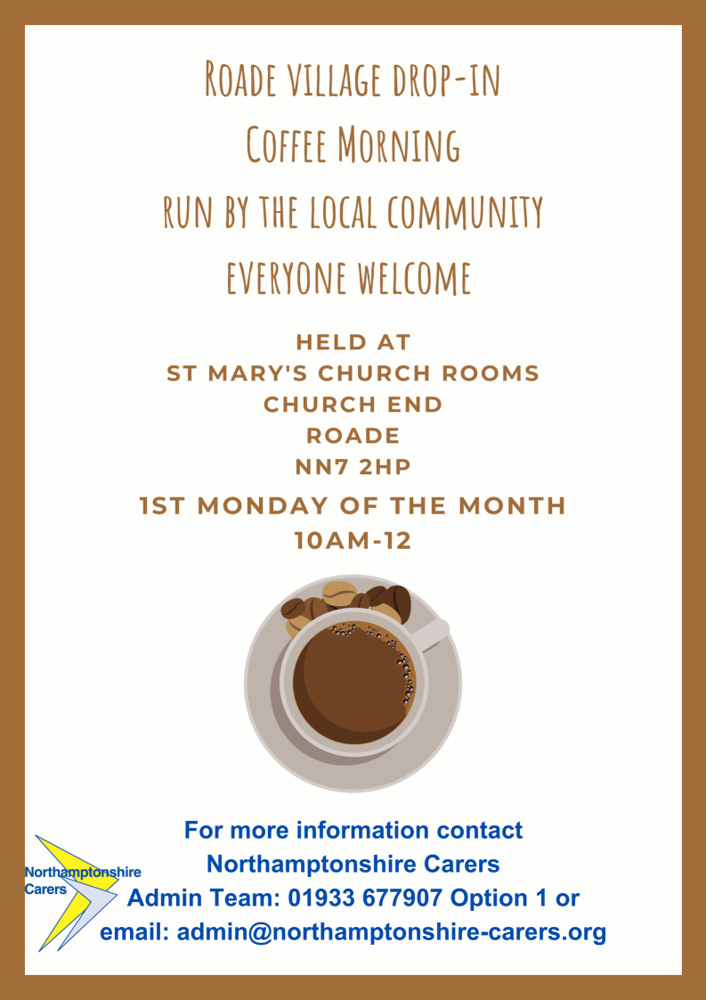 Roade village drop-in
Coffee Morning
run by the local community
everyone welcome
HELD AT
ST MARY'S CHURCH ROOMS
CHURCH END
ROADE
NN7 2HP
1ST MONDAY OF THE MONTH
10AM-12
For more information contact
Northamptonshire Carers
Admin Team: 01933 677907 Option 1 or
email: admin@northamptonshire-carers.org
Northamptonshire
Carers